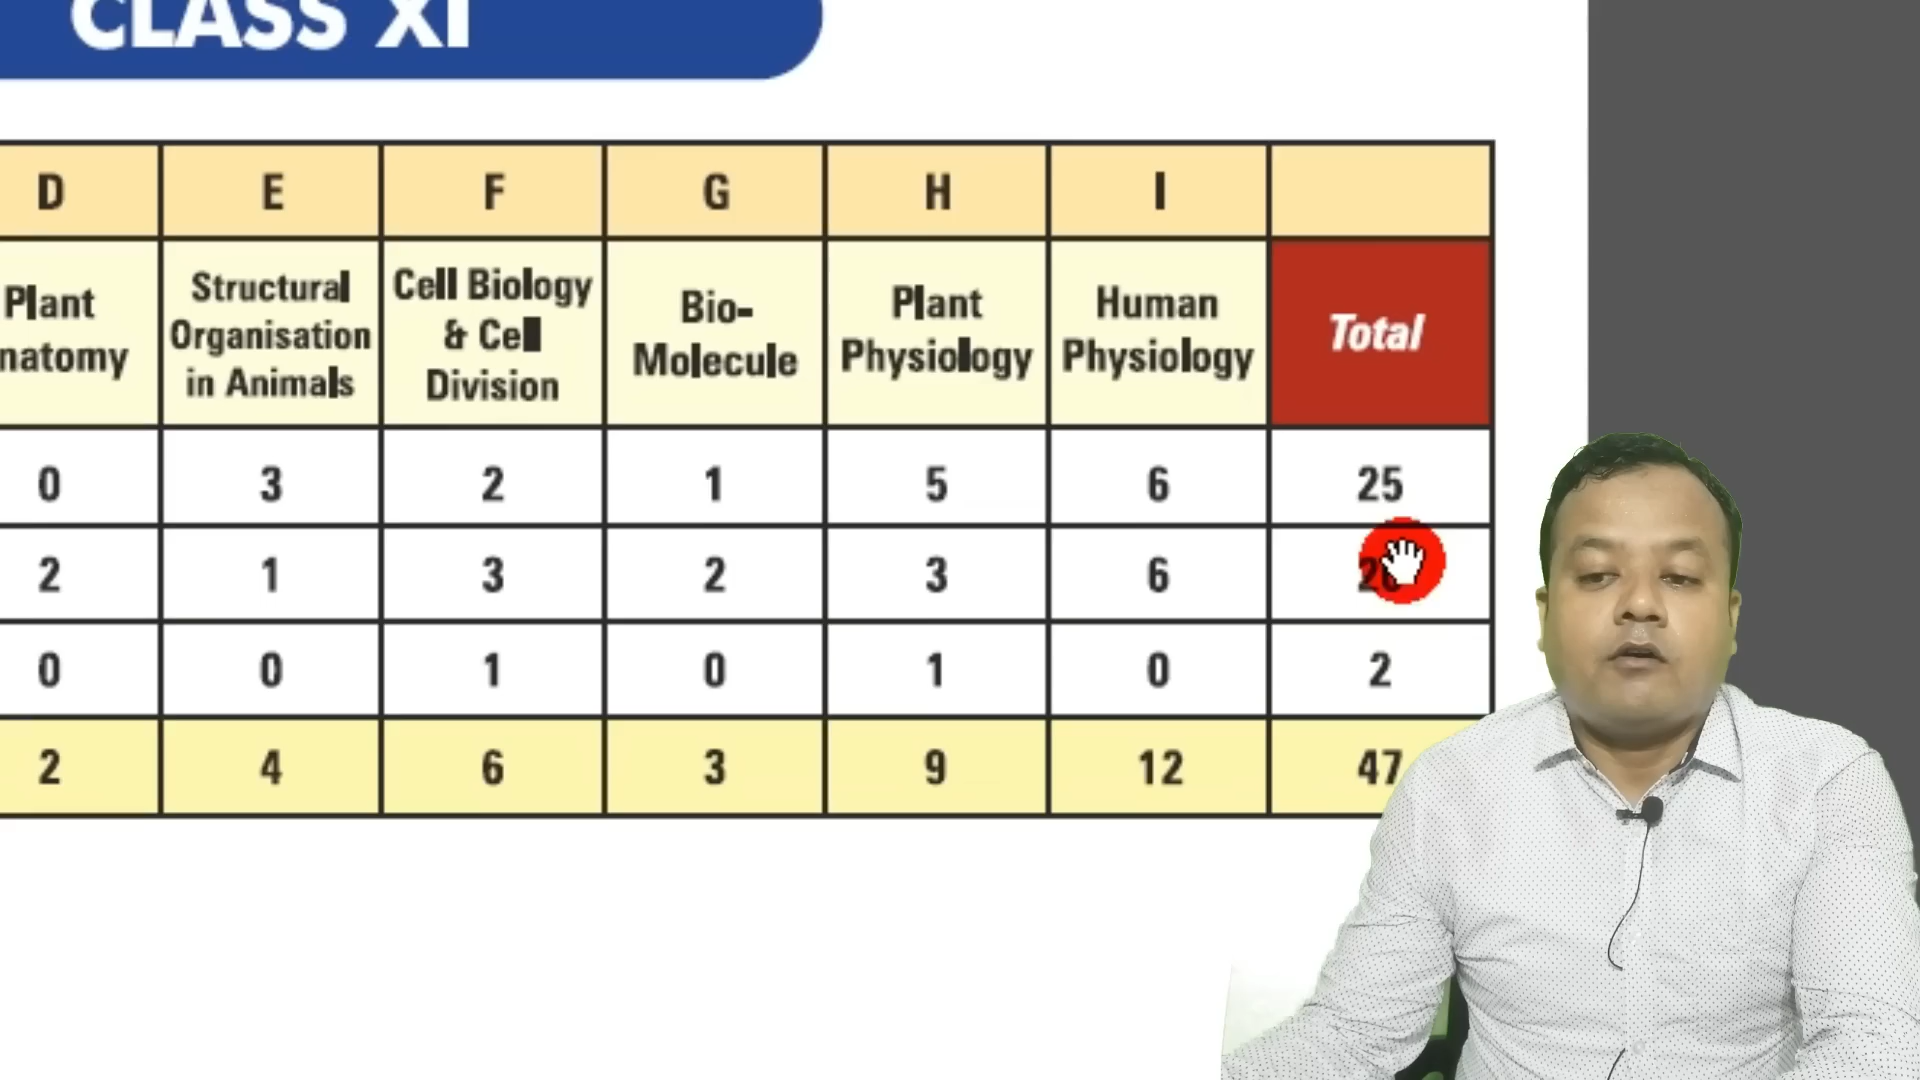 CLASS XI
D E F G H I
Plant natomy Structural Organisation in Animals Cell Biology & Cell Division Bio-Molecule Plant Physiology Human Physiology Total
0 3 2 1 5 6 25
2 1 3 2 3 6
0 0 1 0 1 0 2
2 4 6 3 9 12 47